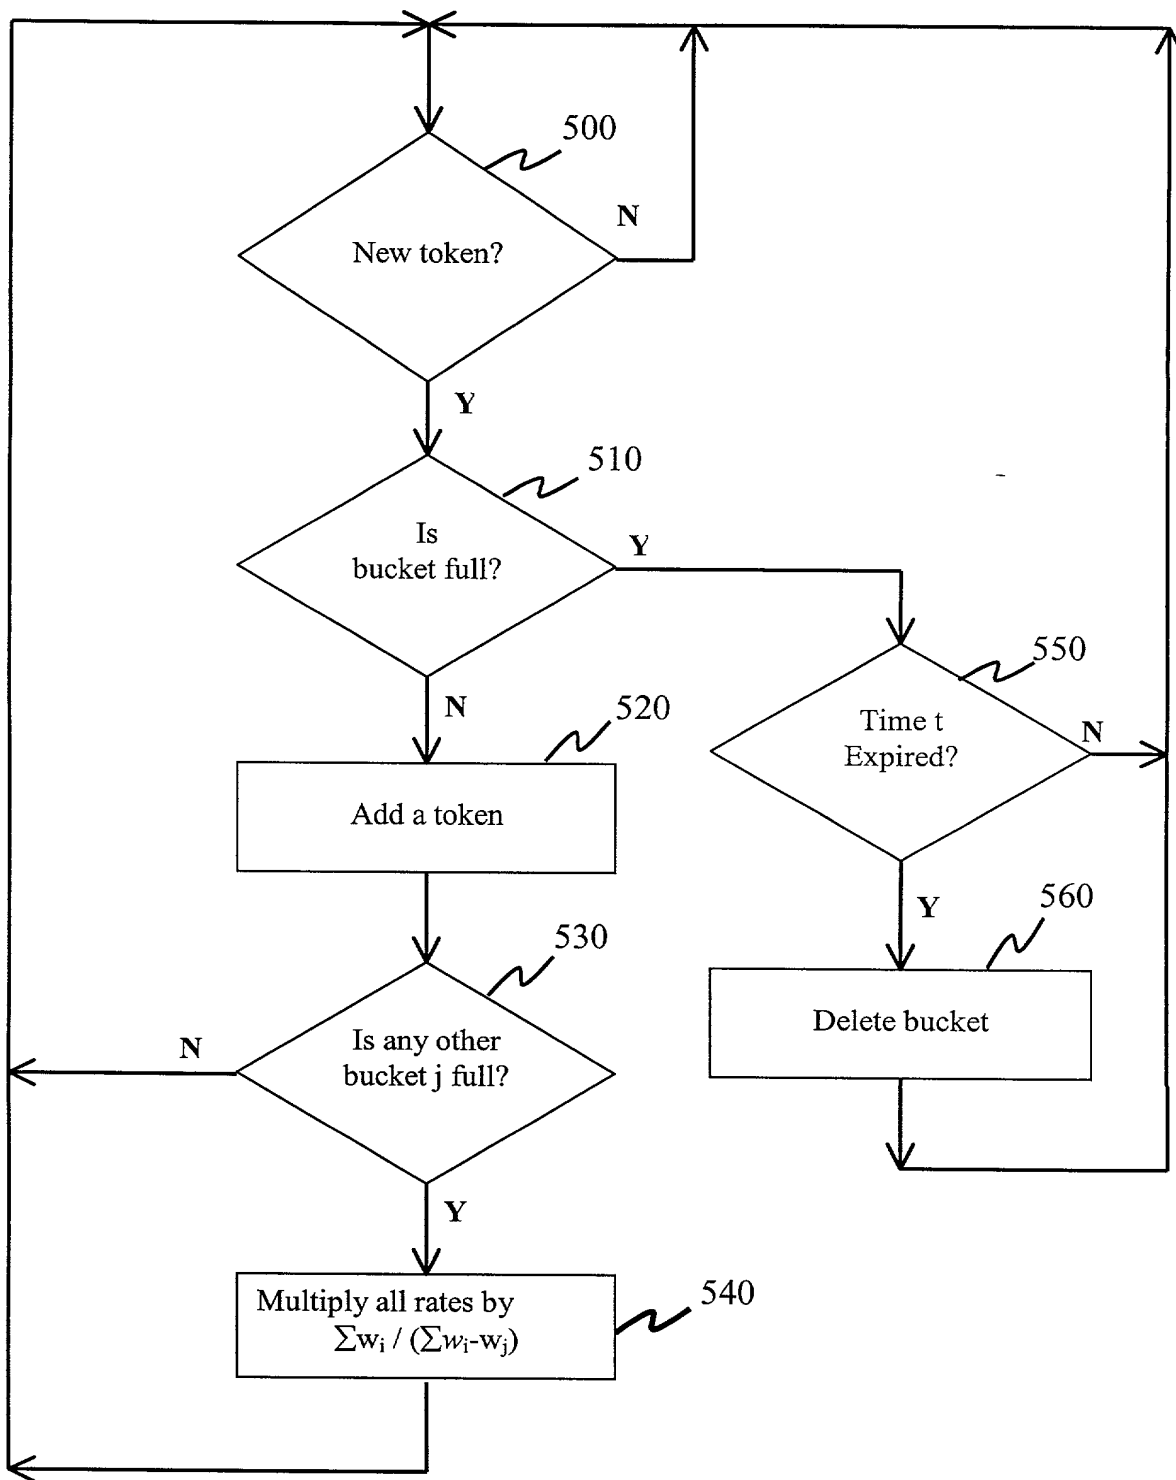 500
N
New token?
Y
510
Is
bucket full?
Y
N
550
Time t
Expired?
N
520
Add a token
Y
560
Delete bucket
530
Is any other
bucket j full?
N
Y
540
Multiply all rates by
∑wᵢ / (∑wᵢ-wⱼ)